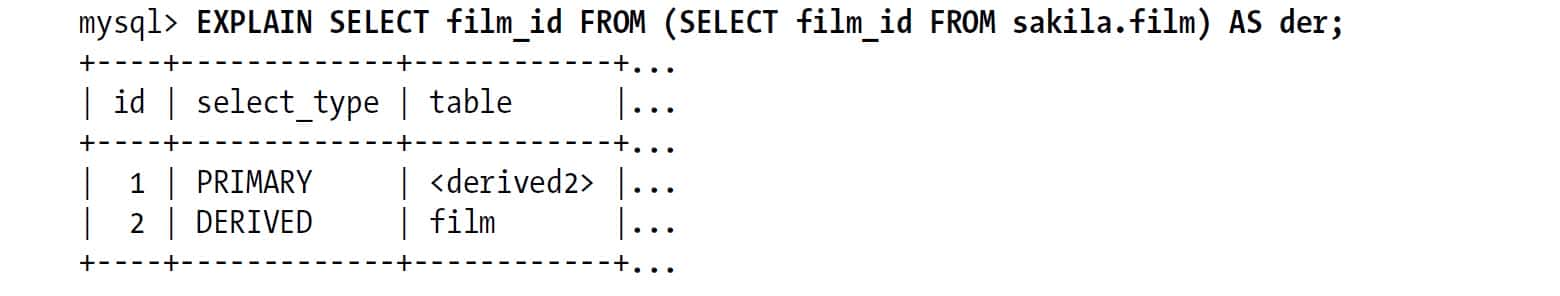 mysql> EXPLAIN SELECT film_id FROM (SELECT film_id FROM sakila.film) AS der;
+----+-------------+------------+...
| id | select_type | table      |...
+----+-------------+------------+...
|  1 | PRIMARY     | <derived2> |...
|  2 | DERIVED     | film       |...
+----+-------------+------------+...